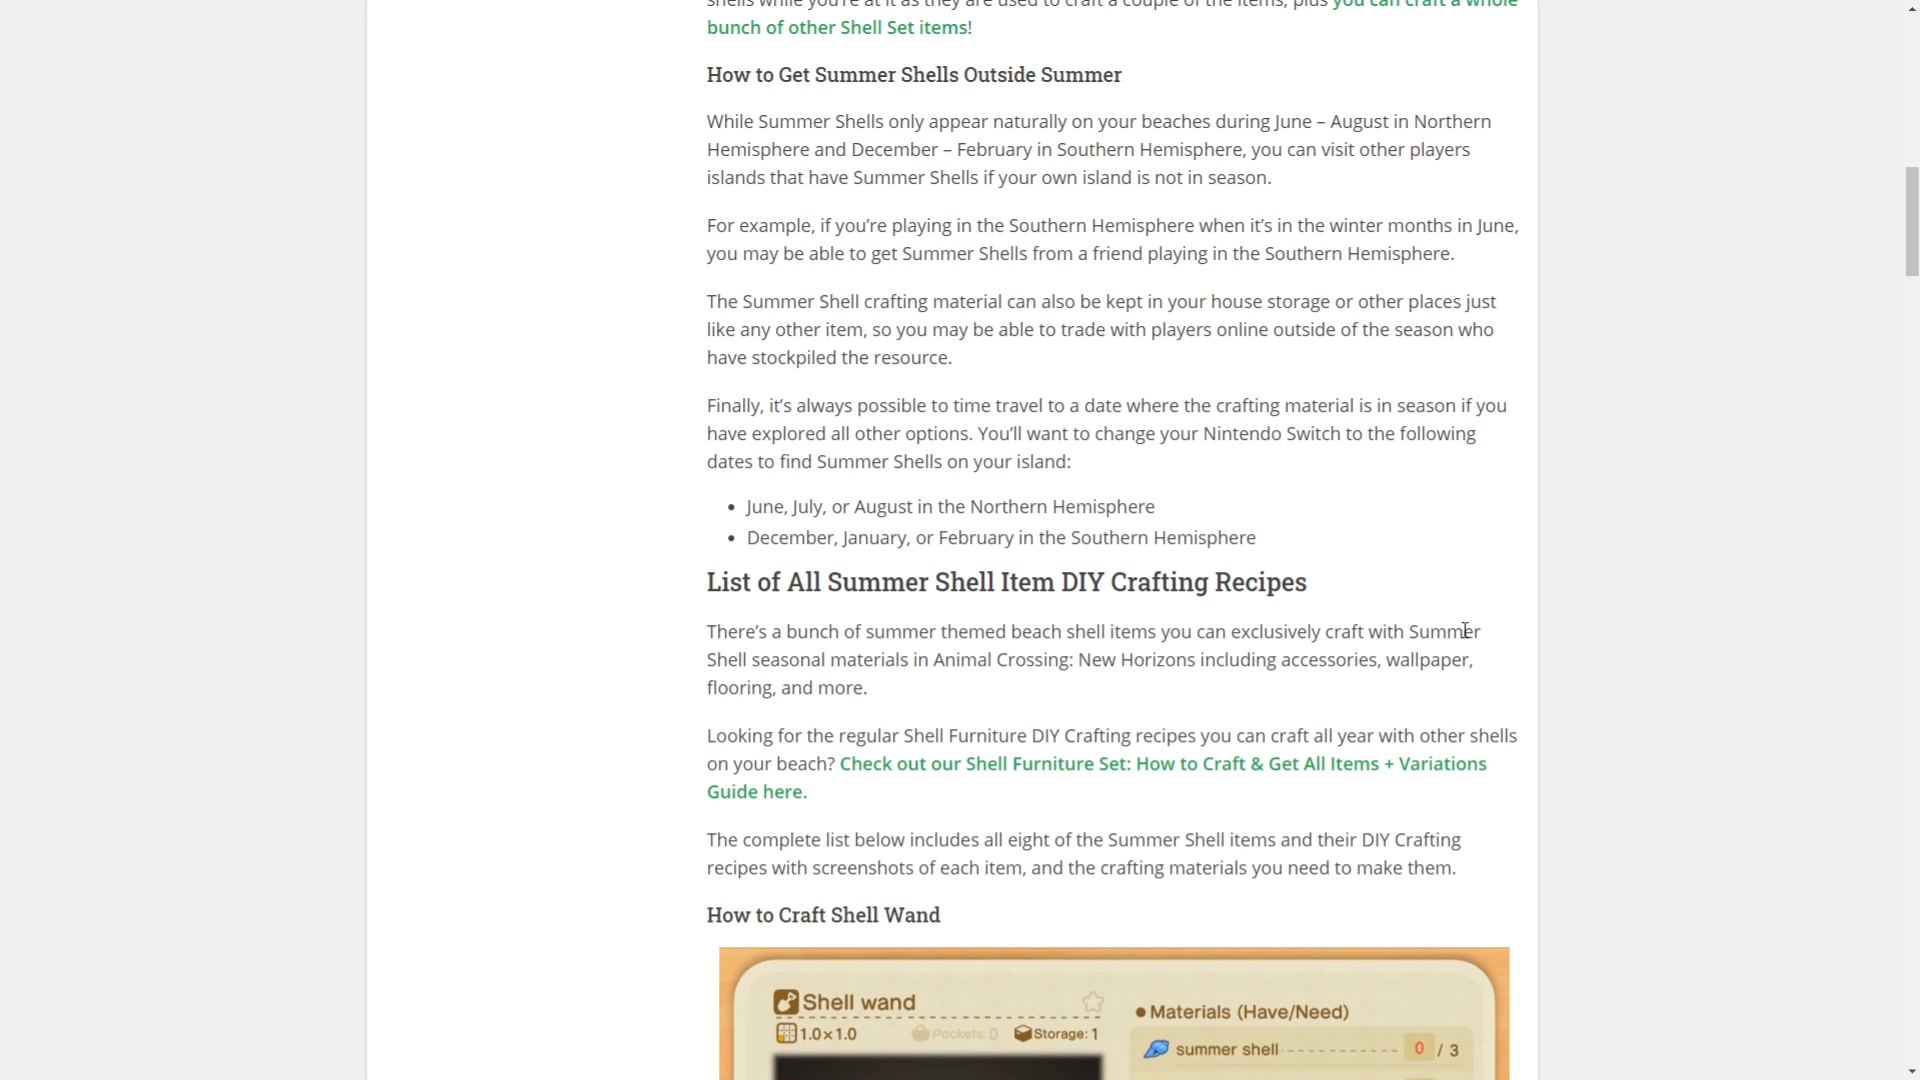 shells while you're at it as they are used to craft a couple of the items, plus you can craft a whole
bunch of other Shell Set items!
How to Get Summer Shells Outside Summer
While Summer Shells only appear naturally on your beaches during June – August in Northern
Hemisphere and December – February in Southern Hemisphere, you can visit other players
islands that have Summer Shells if your own island is not in season.
For example, if you’re playing in the Southern Hemisphere when it’s in the winter months in June,
you may be able to get Summer Shells from a friend playing in the Southern Hemisphere.
The Summer Shell crafting material can also be kept in your house storage or other places just
like any other item, so you may be able to trade with players online outside of the season who
have stockpiled the resource.
Finally, it’s always possible to time travel to a date where the crafting material is in season if you
have explored all other options. You’ll want to change your Nintendo Switch to the following
dates to find Summer Shells on your island:
• June, July, or August in the Northern Hemisphere
• December, January, or February in the Southern Hemisphere
List of All Summer Shell Item DIY Crafting Recipes
There’s a bunch of summer themed beach shell items you can exclusively craft with Summer
Shell seasonal materials in Animal Crossing: New Horizons including accessories, wallpaper,
flooring, and more.
Looking for the regular Shell Furniture DIY Crafting recipes you can craft all year with other shells
on your beach? Check out our Shell Furniture Set: How to Craft & Get All Items + Variations
Guide here.
The complete list below includes all eight of the Summer Shell items and their DIY Crafting
recipes with screenshots of each item, and the crafting materials you need to make them.
How to Craft Shell Wand
Shell wand
1.0×1.0 Pockets: 0 Storage: 1
• Materials (Have/Need)
summer shell 0 / 3